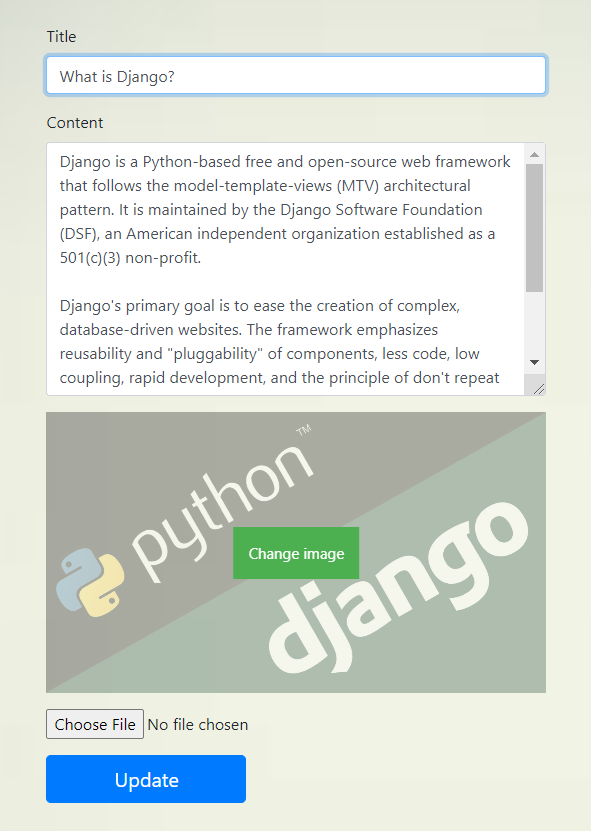 Title
What is Django?
Content
Django is a Python-based free and open-source web framework
that follows the model-template-views (MTV) architectural
pattern. It is maintained by the Django Software Foundation
(DSF), an American independent organization established as a
501(c)(3) non-profit.
Django's primary goal is to ease the creation of complex,
database-driven websites. The framework emphasizes
reusability and "pluggability" of components, less code, low
coupling, rapid development, and the principle of don't repeat
python™
Change image
django
Choose File No file chosen
Update